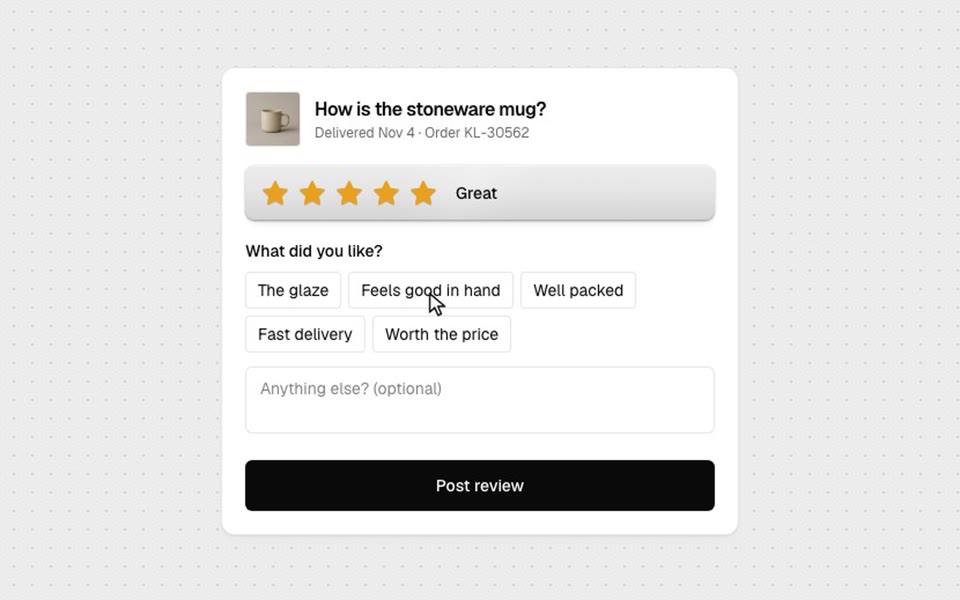 How is the stoneware mug?
Delivered Nov 4 · Order KL-30562
Great
What did you like?
The glaze
Feels good in hand
Well packed
Fast delivery
Worth the price
Anything else? (optional)
Post review